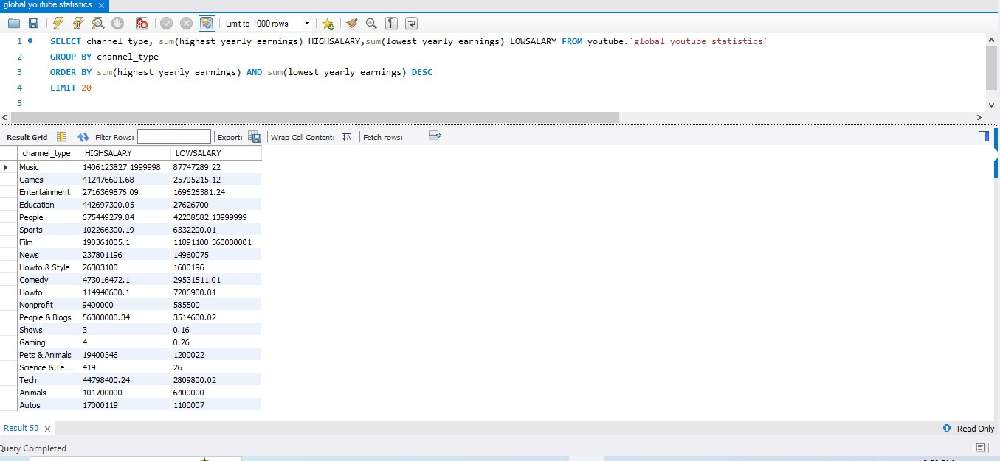 global youtube statistics
Limit to 1000 rows
1 SELECT channel_type, sum(highest_yearly_earnings) HIGHSALARY,sum(lowest_yearly_earnings) LOWSALARY FROM youtube.`global youtube statistics`
2 GROUP BY channel_type
3 ORDER BY sum(highest_yearly_earnings) AND sum(lowest_yearly_earnings) DESC
4 LIMIT 20
5
Result Grid Filter Rows: Export: Wrap Cell Content: Fetch rows:
channel_type HIGHSALARY LOWSALARY
Music 1406123827.1999998 87747289.22
Games 412476601.68 25705215.12
Entertainment 2716369876.09 169626381.24
Education 442697300.05 27626700
People 675449279.84 42208582.13999999
Sports 102266300.19 6332200.01
Film 190361005.1 11891100.360000001
News 237801196 14960075
Howto & Style 26303100 1600196
Comedy 473016472.1 29531511.01
Howto 114940600.1 7206900.01
Nonprofit 9400000 585500
People & Blogs 56300000.34 3514600.02
Shows 3 0.16
Gaming 4 0.26
Pets & Animals 19400346 1200022
Science & Te... 419 26
Tech 44798400.24 2809800.02
Animals 101700000 6400000
Autos 17000119 1100007
Result 50 Read Only
Query Completed